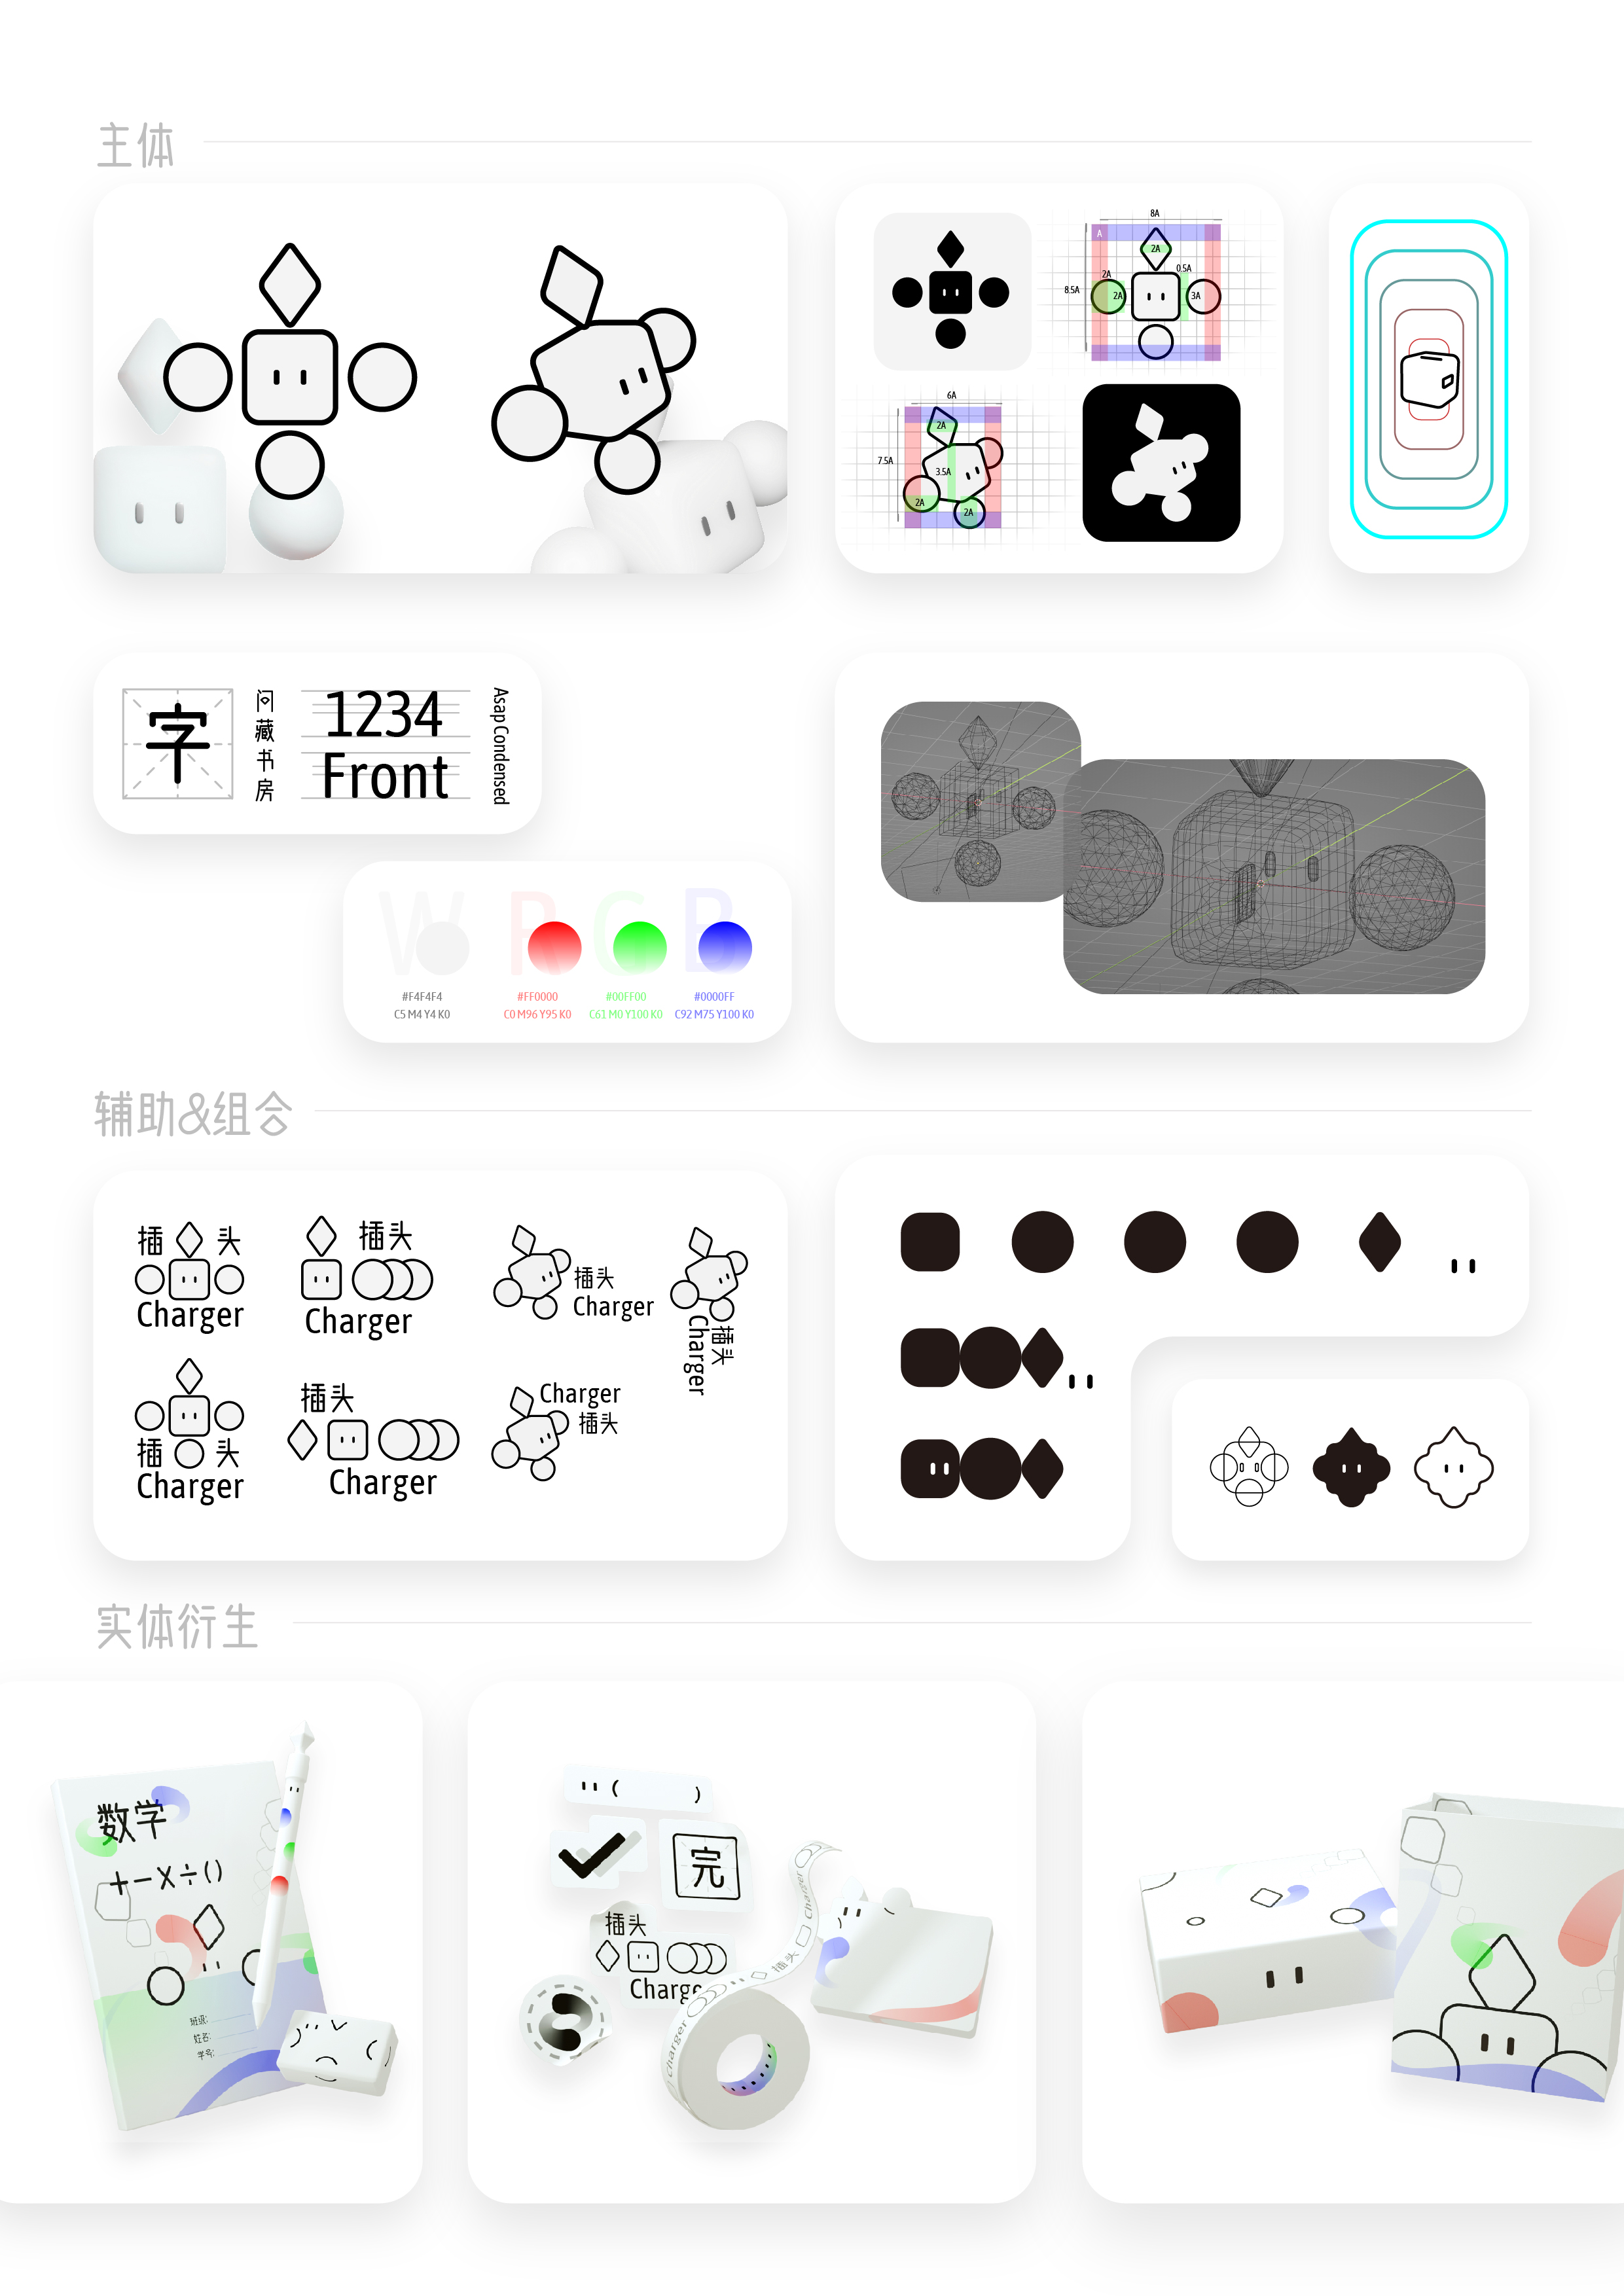 主体
8A
A
2A
0.5A
2A
8.5A
2A
3A
6A
2A
7.5A
3.5A
2A
2A
字
问藏书房
1234
Front
Asap Condensed
W R G B
#F4F4F4
C5 M4 Y4 K0
#FF0000
C0 M96 Y95 K0
#00FF00
C61 M0 Y100 K0
#0000FF
C92 M75 Y100 K0
辅助&组合
插 头
Charger
插头
Charger
插头
Charger
插头
Charger
插 头
Charger
插头
Charger
Charger
插头
实体衍生
数学
+-×÷()
班级:
姓名:
学号:
( )
完
插头
Charge
Charger
插头
Charger